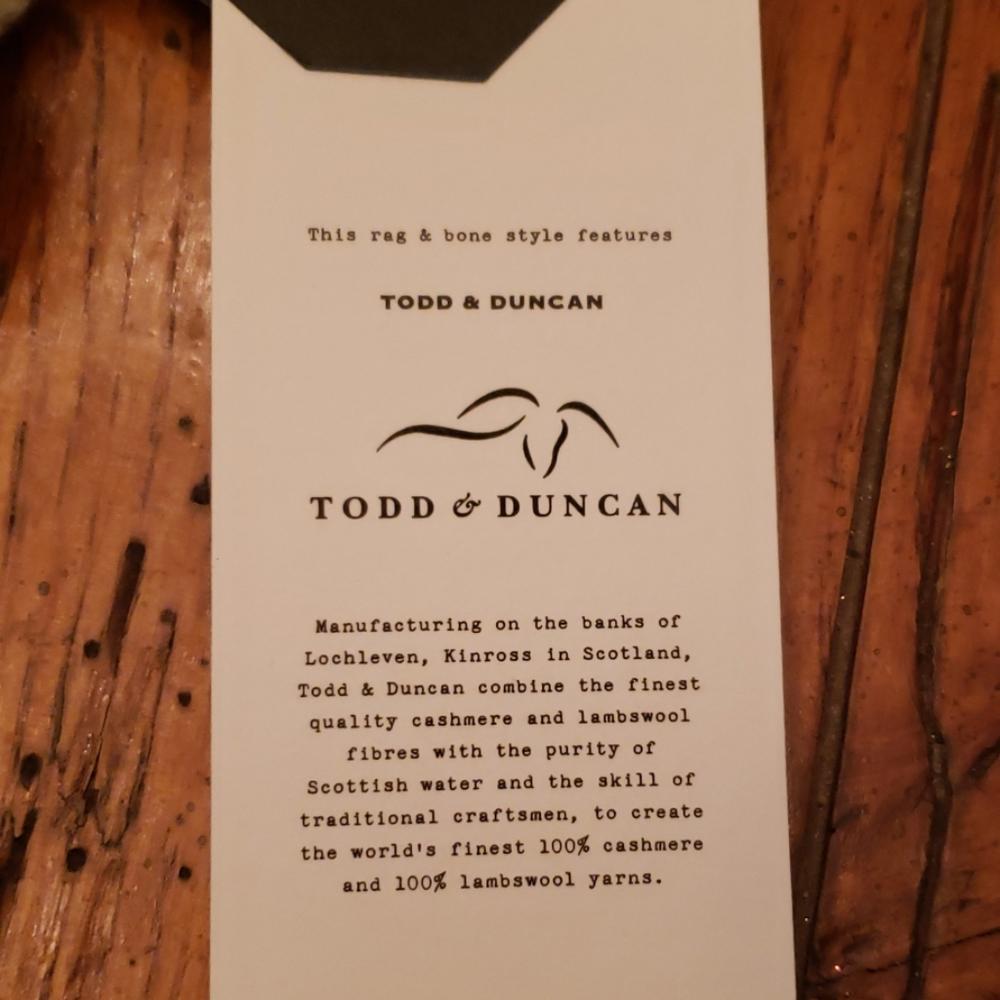 This rag & bone style features
TODD & DUNCAN
TODD & DUNCAN
Manufacturing on the banks of
Lochleven, Kinross in Scotland,
Todd & Duncan combine the finest
quality cashmere and lambswool
fibres with the purity of
Scottish water and the skill of
traditional craftsmen, to create
the world's finest 100% cashmere
and 100% lambswool yarns.